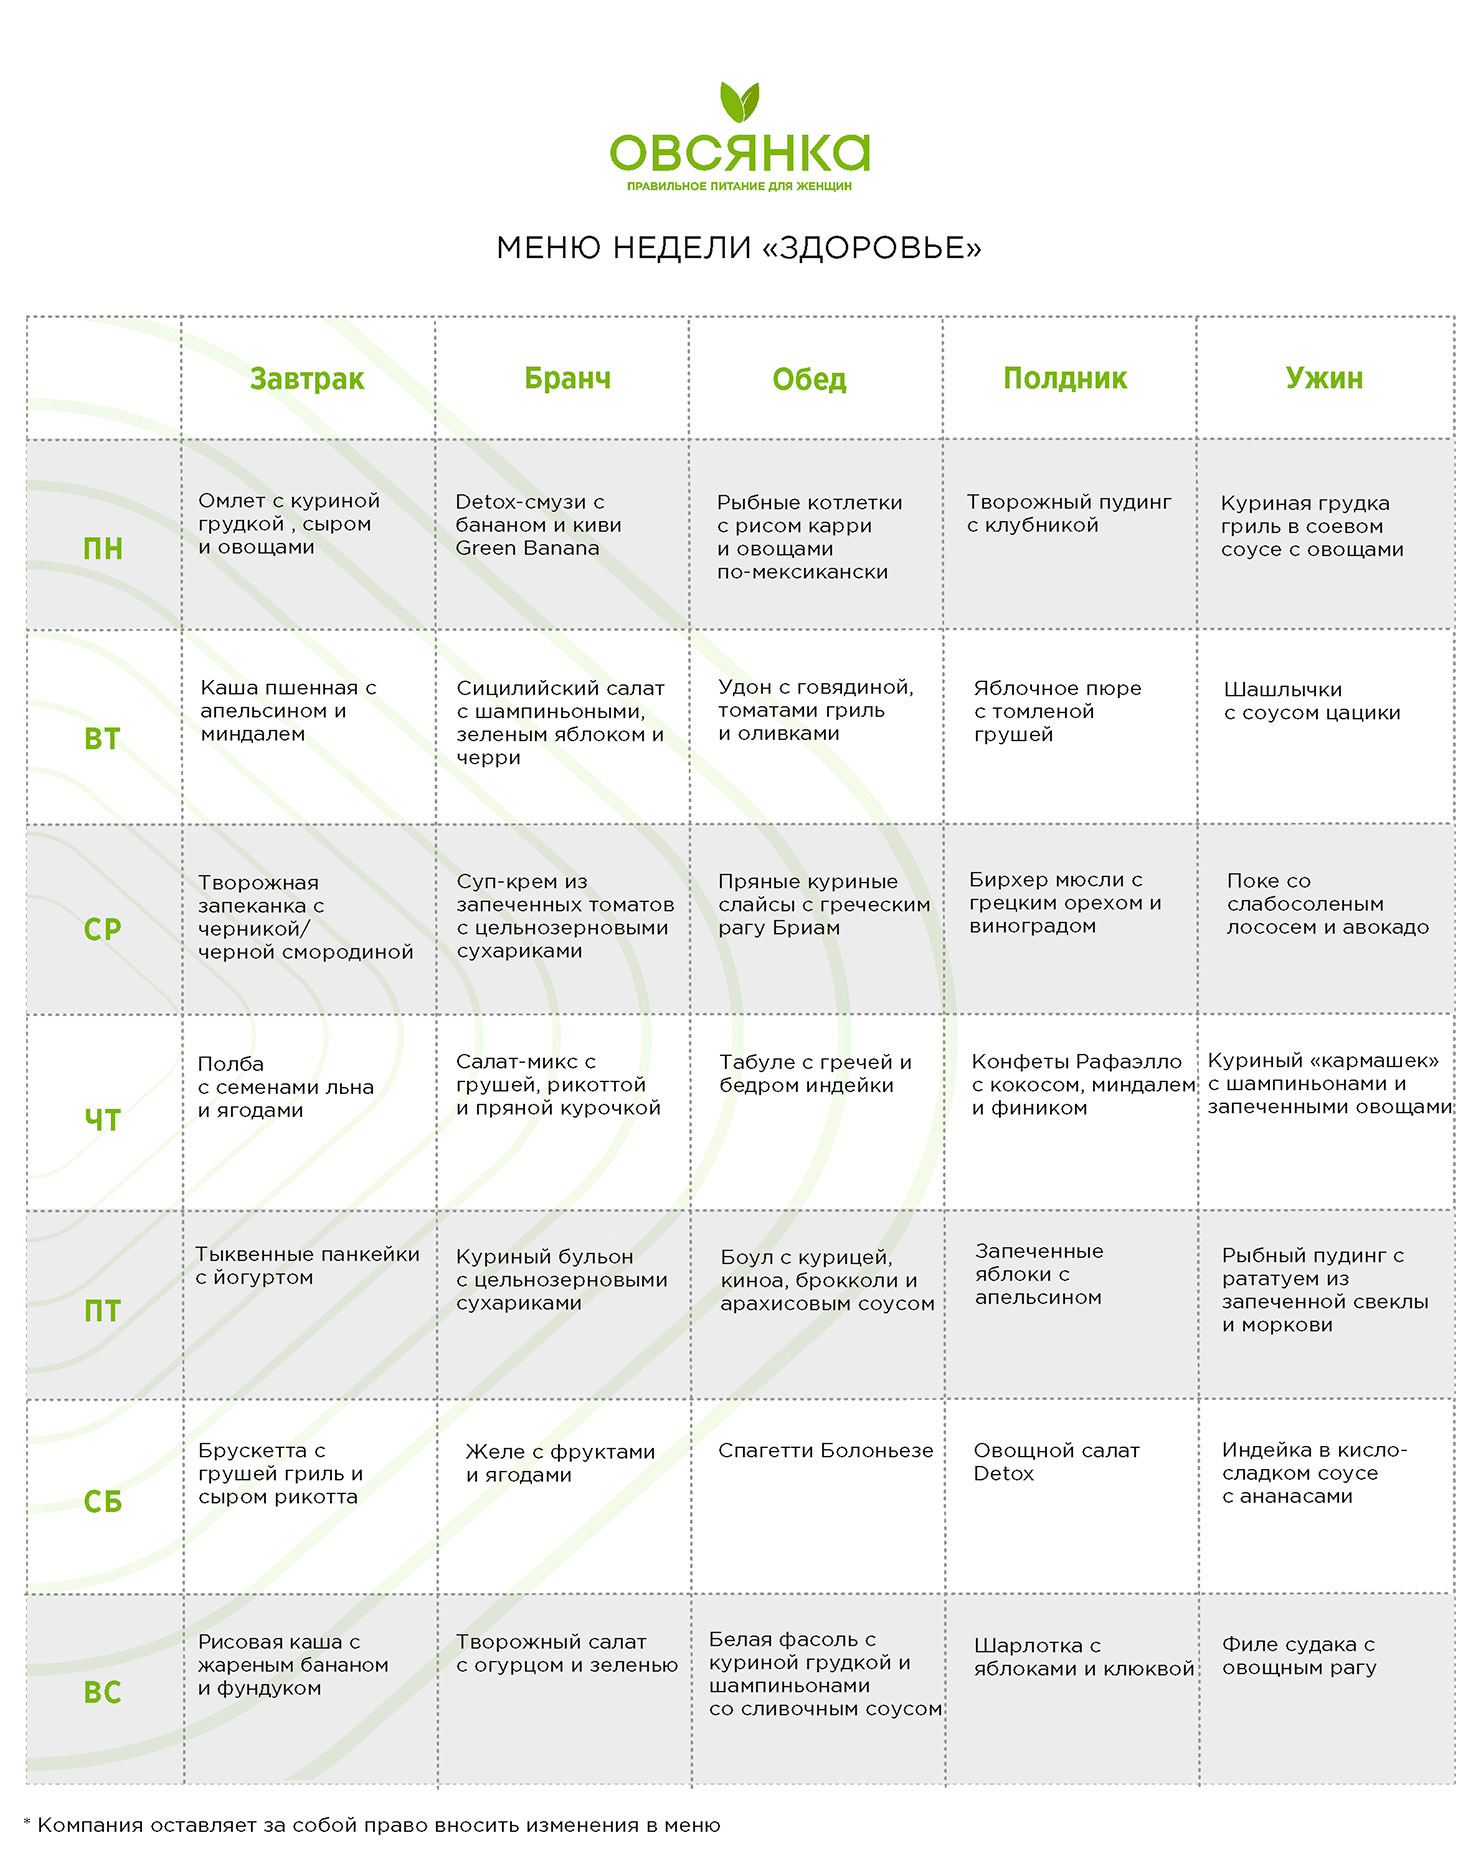 ОВСЯНКА
ПРАВИЛЬНОЕ ПИТАНИЕ ДЛЯ ЖЕНЩИН
МЕНЮ НЕДЕЛИ «ЗДОРОВЬЕ»
Завтрак
Бранч
Обед
Полдник
Ужин
ПН
Омлет с куриной
грудкой , сыром
и овощами
Detox-смузи с
бананом и киви
Green Banana
Рыбные котлетки
с рисом карри
и овощами
по-мексикански
Творожный пудинг
с клубникой
Куриная грудка
гриль в соевом
соусе с овощами
ВТ
Каша пшенная с
апельсином и
миндалем
Сицилийский салат
с шампиньоными,
зеленым яблоком и
черри
Удон с говядиной,
томатами гриль
и оливками
Яблочное пюре
с томленой
грушей
Шашлычки
с соусом цацики
СР
Творожная
запеканка с
черникой/
черной смородиной
Суп-крем из
запеченных томатов
с цельнозерновыми
сухариками
Пряные куриные
слайсы с греческим
рагу Бриам
Бирхер мюсли с
грецким орехом и
виноградом
Поке со
слабосоленым
лососем и авокадо
ЧТ
Полба
с семенами льна
и ягодами
Салат-микс с
грушей, рикоттой
и пряной курочкой
Табуле с гречей и
бедром индейки
Конфеты Рафаэлло
с кокосом, миндалем
и фиником
Куриный «кармашек»
с шампиньонами и
запеченными овощами
ПТ
Тыквенные панкейки
с йогуртом
Куриный бульон
с цельнозерновыми
сухариками
Боул с курицей,
киноа, брокколи и
арахисовым соусом
Запеченные
яблоки с
апельсином
Рыбный пудинг с
рататуем из
запеченной свеклы
и моркови
СБ
Брускетта с
грушей гриль и
сыром рикотта
Желе с фруктами
и ягодами
Спагетти Болоньезе
Овощной салат
Detox
Индейка в кисло-
сладком соусе
с ананасами
ВС
Рисовая каша с
жареным бананом
и фундуком
Творожный салат
с огурцом и зеленью
Белая фасоль с
куриной грудкой и
шампиньонами
со сливочным соусом
Шарлотка с
яблоками и клюквой
Филе судака с
овощным рагу
* Компания оставляет за собой право вносить изменения в меню